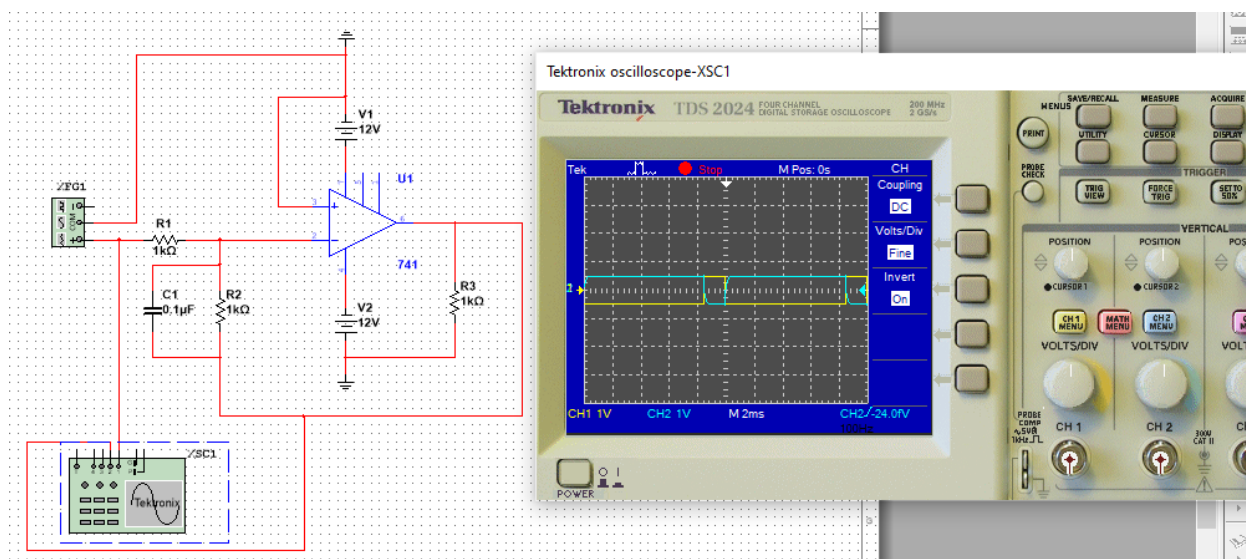 Tektronix oscilloscope-XSC1
Tektronix TDS 2024 FOUR CHANNEL DIGITAL STORAGE OSCILLOSCOPE 200 MHz 2 GS/s
Tek Stop M Pos: 0s CH
Coupling
DC
Volts/Div
Fine
Invert
On
CH1 1V CH2 1V M 2ms CH2 -24.0fV
100Hz
POWER
MENUS
SAVE/RECALL MEASURE ACQUIRE
PRINT
UTILITY CURSOR DISPLAY
PROBE CHECK
TRIGGER
TRIG VIEW
FORCE TRIG
SET TO 50%
VERTICAL
POSITION POSITION
CURSOR 1 CURSOR 2
CH 1 MENU
MATH MENU
CH 2 MENU
VOLTS/DIV VOLTS/DIV
PROBE COMP
~5V
1kHz
CH 1 CH 2
300V
CAT II
V1
12V
U1
3
2
6
4
741
XFG1
COM
R1
1kΩ
C1
0.1µF
R2
1kΩ
V2
12V
R3
1kΩ
XSC1
Tektronix